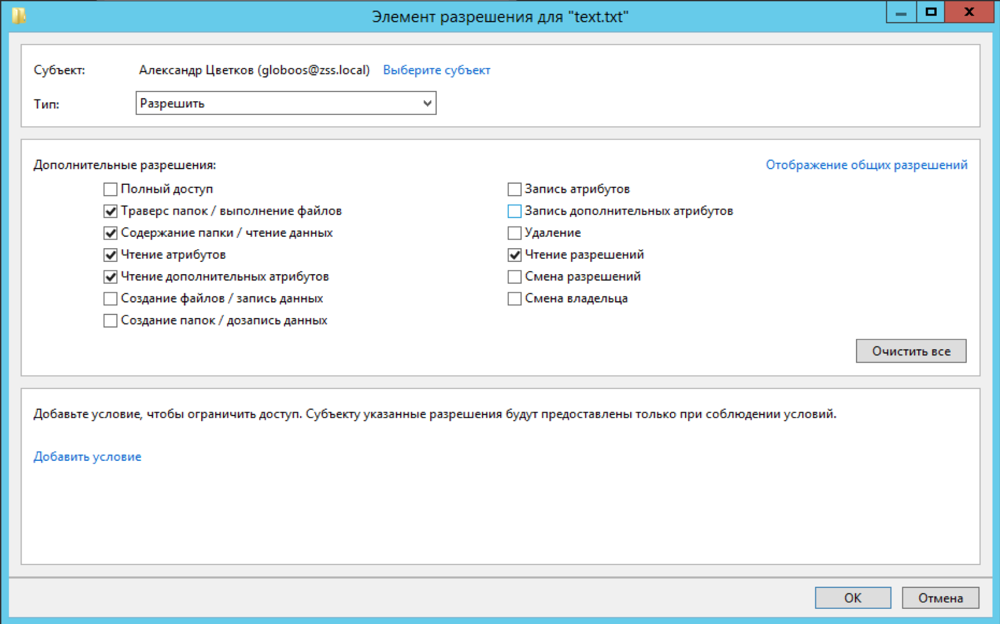 Элемент разрешения для "text.txt"
Субъект: Александр Цветков (globoos@zss.local) Выберите субъект
Тип: Разрешить
Дополнительные разрешения: Отображение общих разрешений
Полный доступ
Траверс папок / выполнение файлов
Содержание папки / чтение данных
Чтение атрибутов
Чтение дополнительных атрибутов
Создание файлов / запись данных
Создание папок / дозапись данных
Запись атрибутов
Запись дополнительных атрибутов
Удаление
Чтение разрешений
Смена разрешений
Смена владельца
Очистить все
Добавьте условие, чтобы ограничить доступ. Субъекту указанные разрешения будут предоставлены только при соблюдении условий.
Добавить условие
ОК Отмена